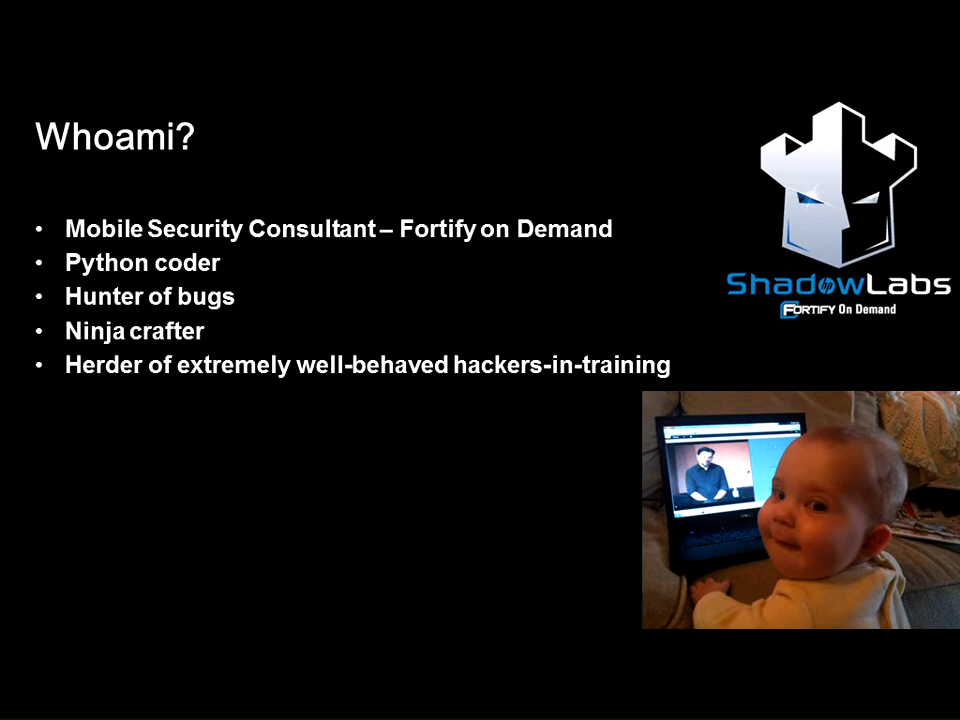 Whoami?
• Mobile Security Consultant – Fortify on Demand
• Python coder
• Hunter of bugs
• Ninja crafter
• Herder of extremely well-behaved hackers-in-training
ShadowLabs
hp
FORTIFY On Demand